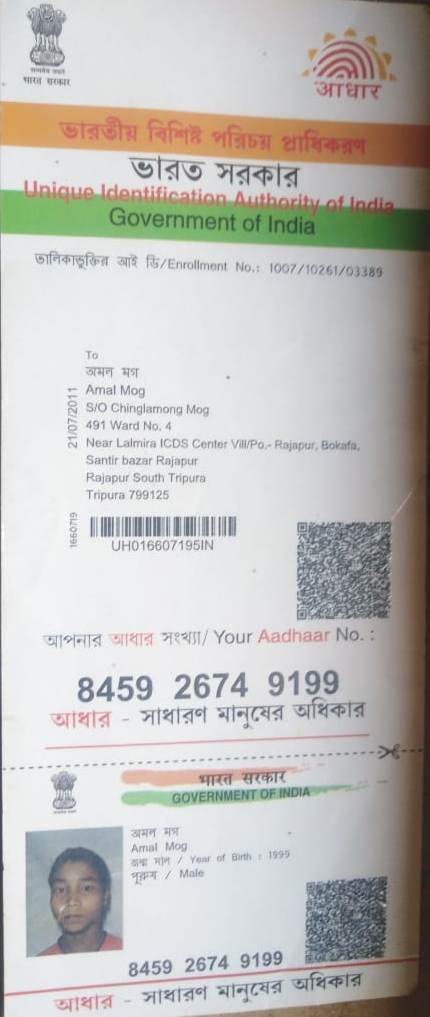 सत्यमेव जयते
भारत सरकार
आधार
ভারতীয় বিশিষ্ট পরিচয় প্রাধিকরণ
ভারত সরকার
Unique Identification Authority of India
Government of India
তালিকাভুক্তির আই ডি/Enrollment No.: 1007/10261/03389
21/07/2011
To
অমল মগ
Amal Mog
S/O Chinglamong Mog
491 Ward No. 4
Near Lalmira ICDS Center Vill/Po.- Rajapur, Bokafa,
Santir bazar Rajapur
Rajapur South Tripura
Tripura 799125
1660719
UH016607195IN
আপনার আধার সংখ্যা/ Your Aadhaar No. :
8459 2674 9199
আধার - সাধারণ মানুষের অধিকার
भारत सरकार
GOVERNMENT OF INDIA
অমল মগ
Amal Mog
জন্ম সাল / Year of Birth : 1999
পুরুষ / Male
8459 2674 9199
আধার - সাধারণ মানুষের অধিকার